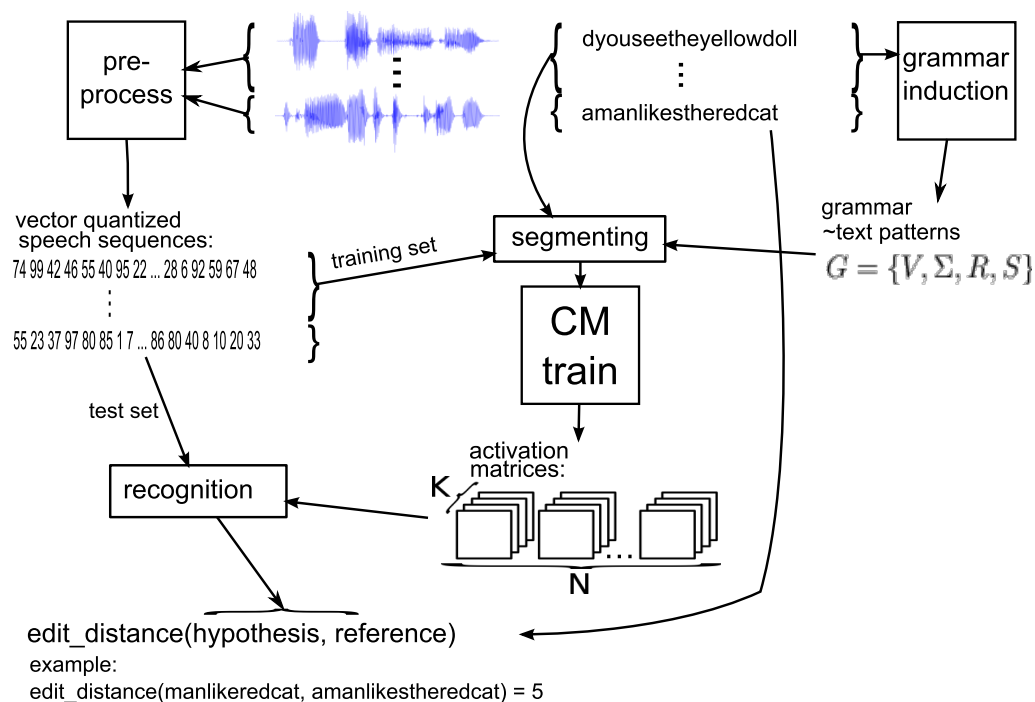 pre-
process
dyouseetheyellowdoll
amanlikestheredcat
grammar
induction
vector quantized
speech sequences:
74 99 42 46 55 40 95 22 ... 28 6 92 59 67 48
55 23 37 97 80 85 1 7 ... 86 80 40 8 10 20 33
training set
segmenting
grammar
~text patterns
G = {V, Σ, R, S}
CM
train
test set
activation
matrices:
K
recognition
...
N
edit_distance(hypothesis, reference)
example:
edit_distance(manlikeredcat, amanlikestheredcat) = 5